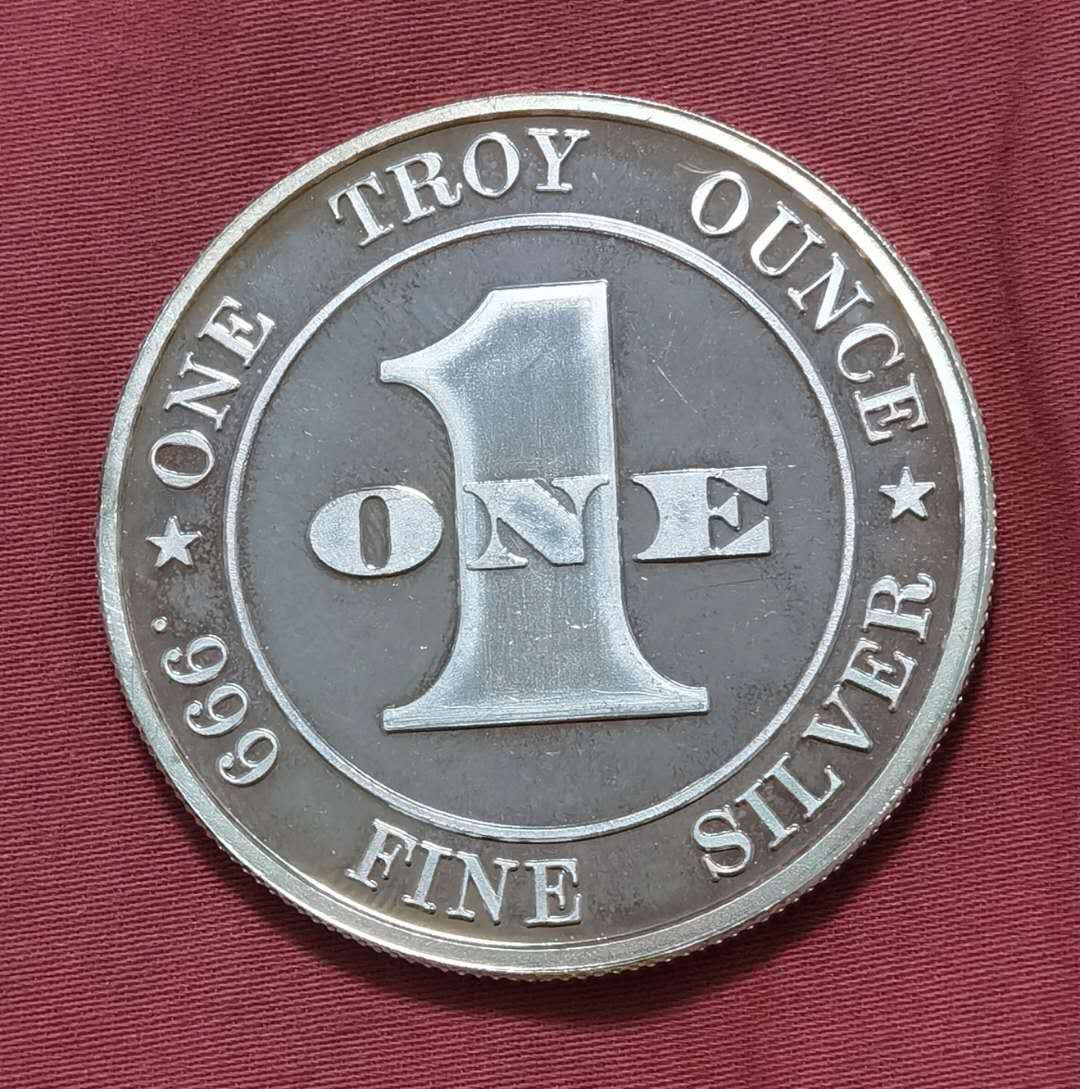 ONE TROY OUNCE
1
ONE
.999 FINE SILVER